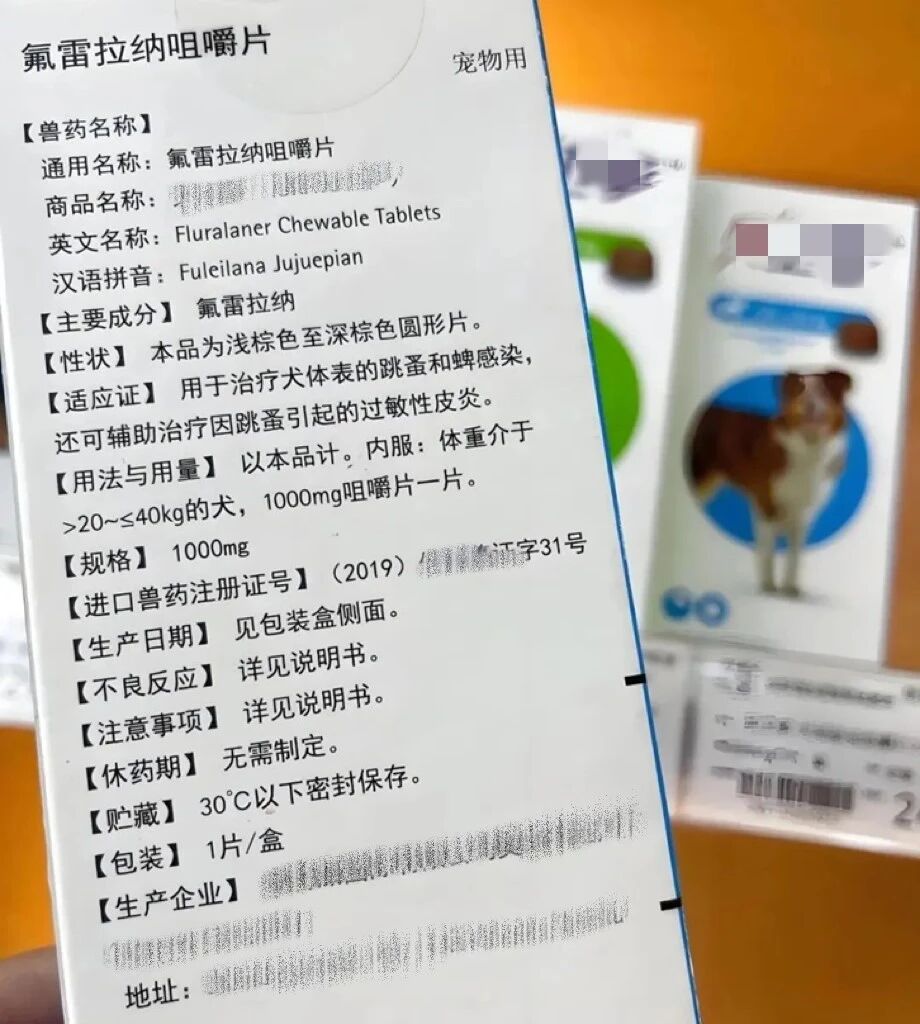 氟雷拉纳咀嚼片
宠物用
【兽药名称】
通用名称：氟雷拉纳咀嚼片
商品名称：
英文名称：Fluralaner Chewable Tablets
汉语拼音：Fuleilana Jujuepian
【主要成分】 氟雷拉纳
【性状】 本品为浅棕色至深棕色圆形片。
【适应证】 用于治疗犬体表的跳蚤和蜱感染，
还可辅助治疗因跳蚤引起的过敏性皮炎。
【用法与用量】 以本品计。内服：体重介于
>20~≤40kg的犬，1000mg咀嚼片一片。
【规格】 1000mg
【进口兽药注册证号】（2019）证字31号
【生产日期】 见包装盒侧面。
【不良反应】 详见说明书。
【注意事项】 详见说明书。
【休药期】 无需制定。
【贮藏】 30℃以下密封保存。
【包装】 1片/盒
【生产企业】
地址：